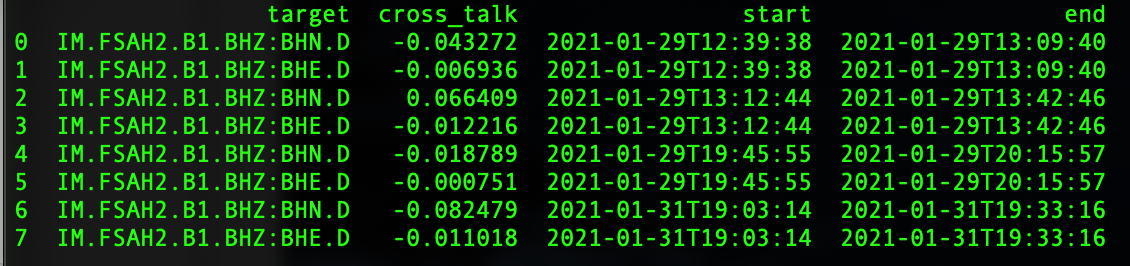 target cross_talk start end
0 IM.FSAH2.B1.BHZ:BHN.D -0.043272 2021-01-29T12:39:38 2021-01-29T13:09:40
1 IM.FSAH2.B1.BHZ:BHE.D -0.006936 2021-01-29T12:39:38 2021-01-29T13:09:40
2 IM.FSAH2.B1.BHZ:BHN.D 0.066409 2021-01-29T13:12:44 2021-01-29T13:42:46
3 IM.FSAH2.B1.BHZ:BHE.D -0.012216 2021-01-29T13:12:44 2021-01-29T13:42:46
4 IM.FSAH2.B1.BHZ:BHN.D -0.018789 2021-01-29T19:45:55 2021-01-29T20:15:57
5 IM.FSAH2.B1.BHZ:BHE.D -0.000751 2021-01-29T19:45:55 2021-01-29T20:15:57
6 IM.FSAH2.B1.BHZ:BHN.D -0.082479 2021-01-31T19:03:14 2021-01-31T19:33:16
7 IM.FSAH2.B1.BHZ:BHE.D -0.011018 2021-01-31T19:03:14 2021-01-31T19:33:16